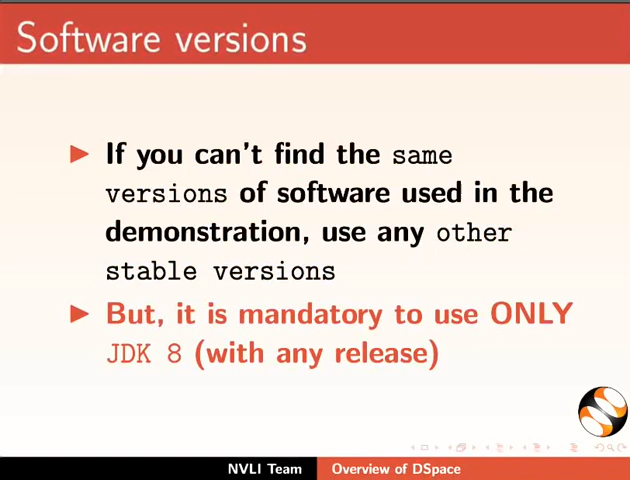 Software versions
If you can't find the same
versions of software used in the
demonstration, use any other
stable versions
But, it is mandatory to use ONLY
JDK 8 (with any release)
NVLI Team Overview of DSpace